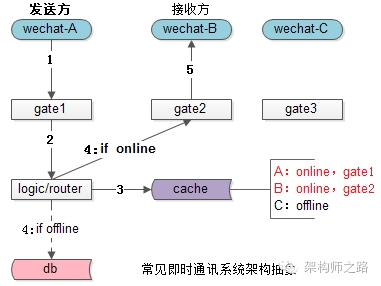 发送方
接收方
wechat-A
wechat-B
wechat-C
1
5
gate1
gate2
gate3
2
4:if online
logic/router
3
cache
A：online，gate1
B：online，gate2
C：offline
4:if offline
db
常见即时通讯系统架构抽象
架构师之路